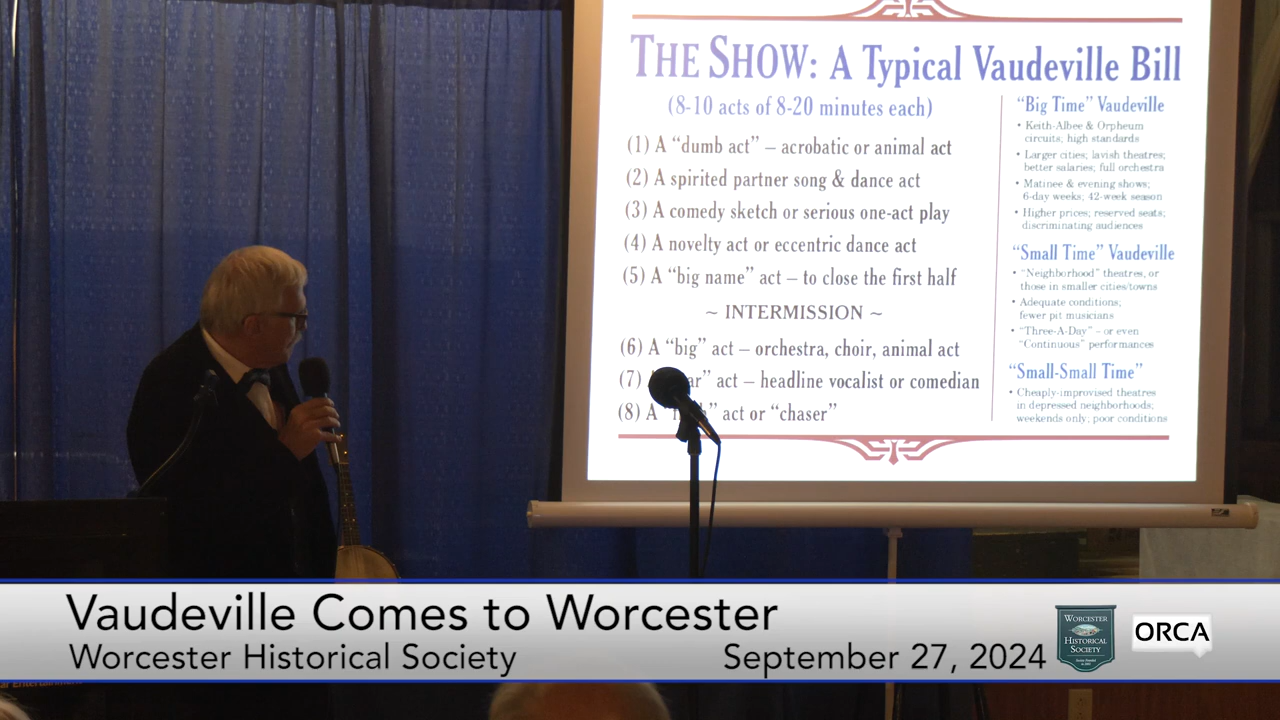 THE SHOW: A Typical Vaudeville Bill
(8-10 acts of 8-20 minutes each)
(1) A “dumb act” – acrobatic or animal act
(2) A spirited partner song & dance act
(3) A comedy sketch or serious one-act play
(4) A novelty act or eccentric dance act
(5) A “big name” act – to close the first half
~ INTERMISSION ~
(6) A “big” act – orchestra, choir, animal act
(7) ar” act – headline vocalist or comedian
(8) A act or “chaser”
“Big Time” Vaudeville
• Keith-Albee & Orpheum
circuits; high standards
• Larger cities; lavish theatres;
better salaries; full orchestra
• Matinee & evening shows;
6-day weeks; 42-week season
• Higher prices; reserved seats;
discriminating audiences
“Small Time” Vaudeville
• “Neighborhood” theatres, or
those in smaller cities/towns
• Adequate conditions;
fewer pit musicians
• “Three-A-Day” – or even
“Continuous” performances
“Small-Small Time”
• Cheaply-improvised theatres
in depressed neighborhoods;
weekends only; poor conditions
Vaudeville Comes to Worcester
Worcester Historical Society
September 27, 2024
WORCESTER
HISTORICAL
SOCIETY
ORCA